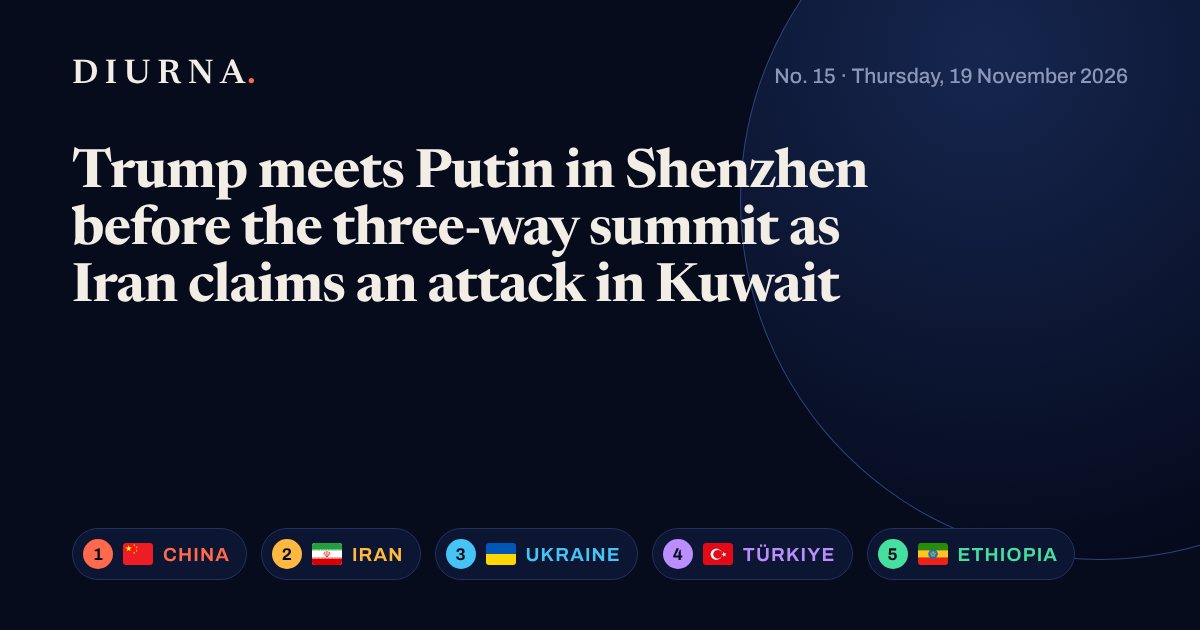 DIURNA.
No. 15 · Thursday, 19 November 2026
Trump meets Putin in Shenzhen
before the three-way summit as
Iran claims an attack in Kuwait
1 CHINA
2 IRAN
3 UKRAINE
4 TÜRKIYE
5 ETHIOPIA